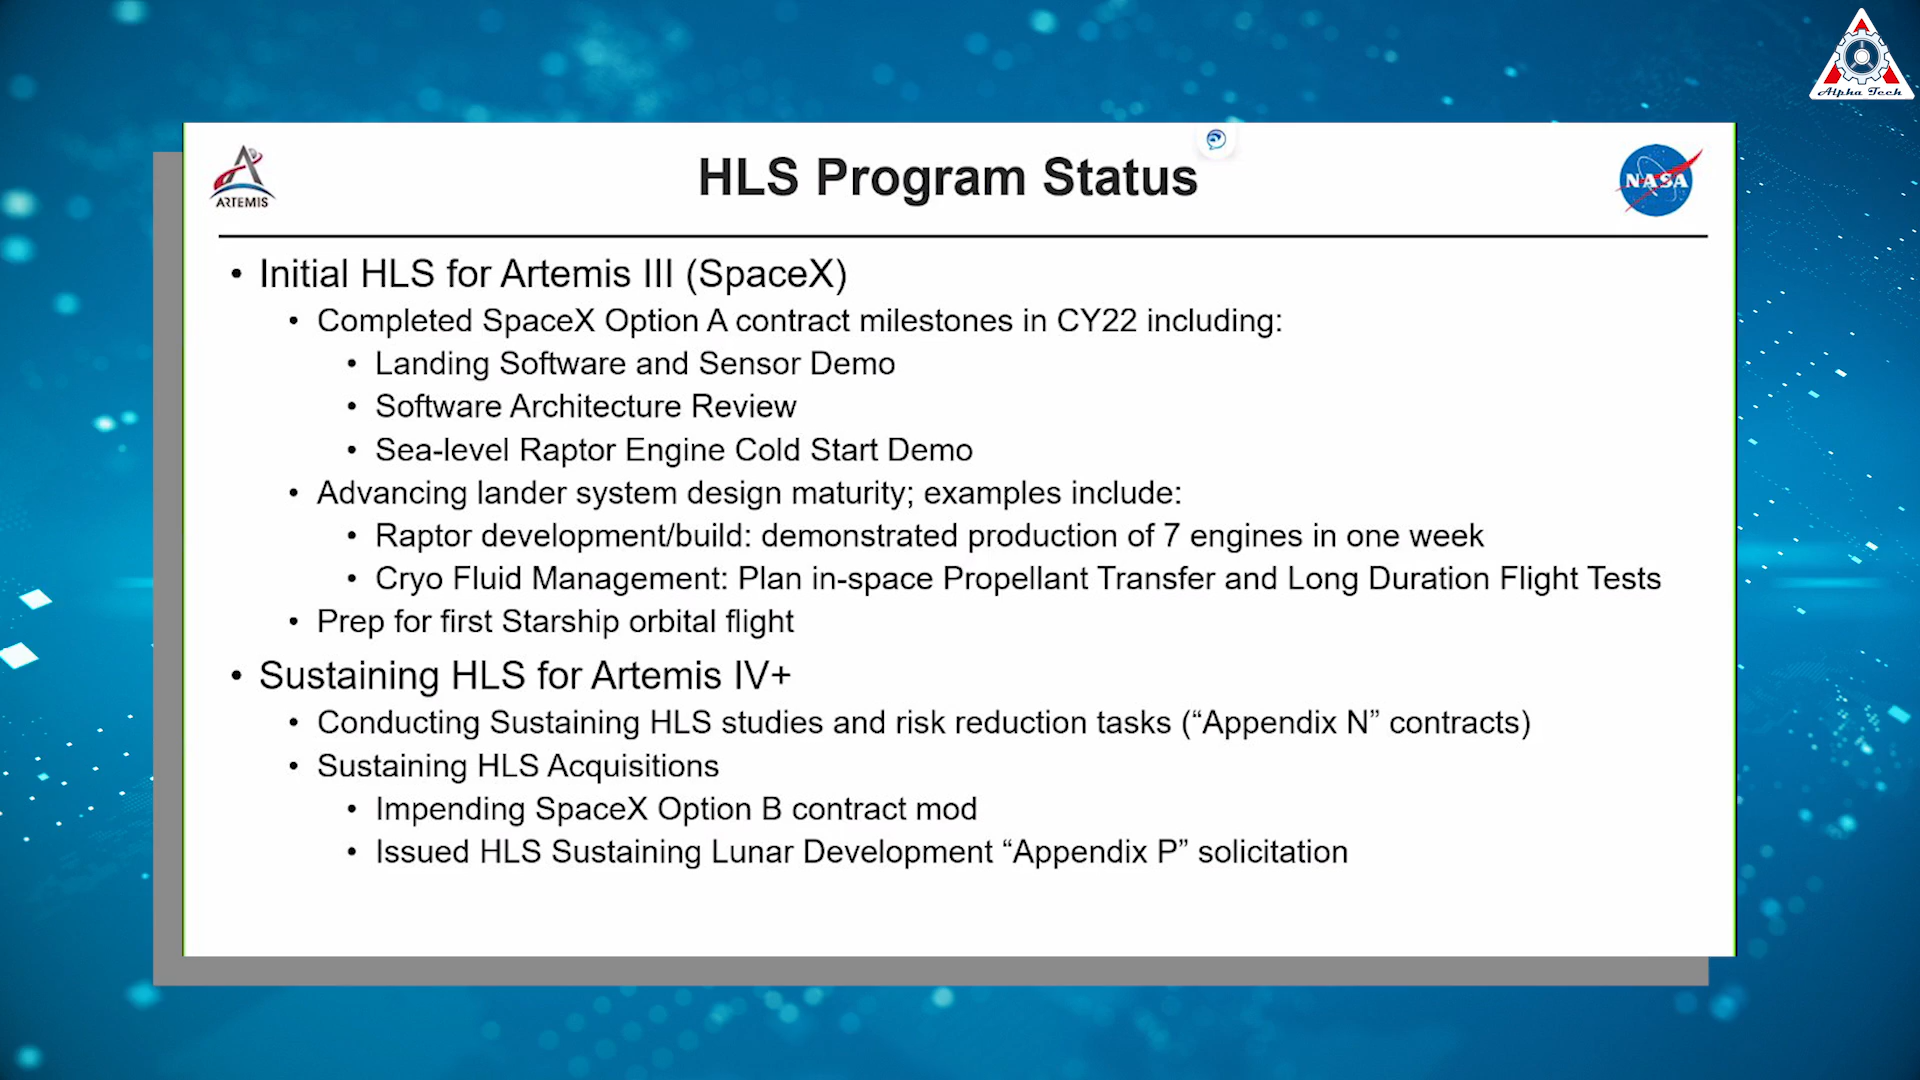 Alpha Tech
ARTEMIS
HLS Program Status
NASA
• Initial HLS for Artemis III (SpaceX)
• Completed SpaceX Option A contract milestones in CY22 including:
• Landing Software and Sensor Demo
• Software Architecture Review
• Sea-level Raptor Engine Cold Start Demo
• Advancing lander system design maturity; examples include:
• Raptor development/build: demonstrated production of 7 engines in one week
• Cryo Fluid Management: Plan in-space Propellant Transfer and Long Duration Flight Tests
• Prep for first Starship orbital flight
• Sustaining HLS for Artemis IV+
• Conducting Sustaining HLS studies and risk reduction tasks (“Appendix N” contracts)
• Sustaining HLS Acquisitions
• Impending SpaceX Option B contract mod
• Issued HLS Sustaining Lunar Development “Appendix P” solicitation